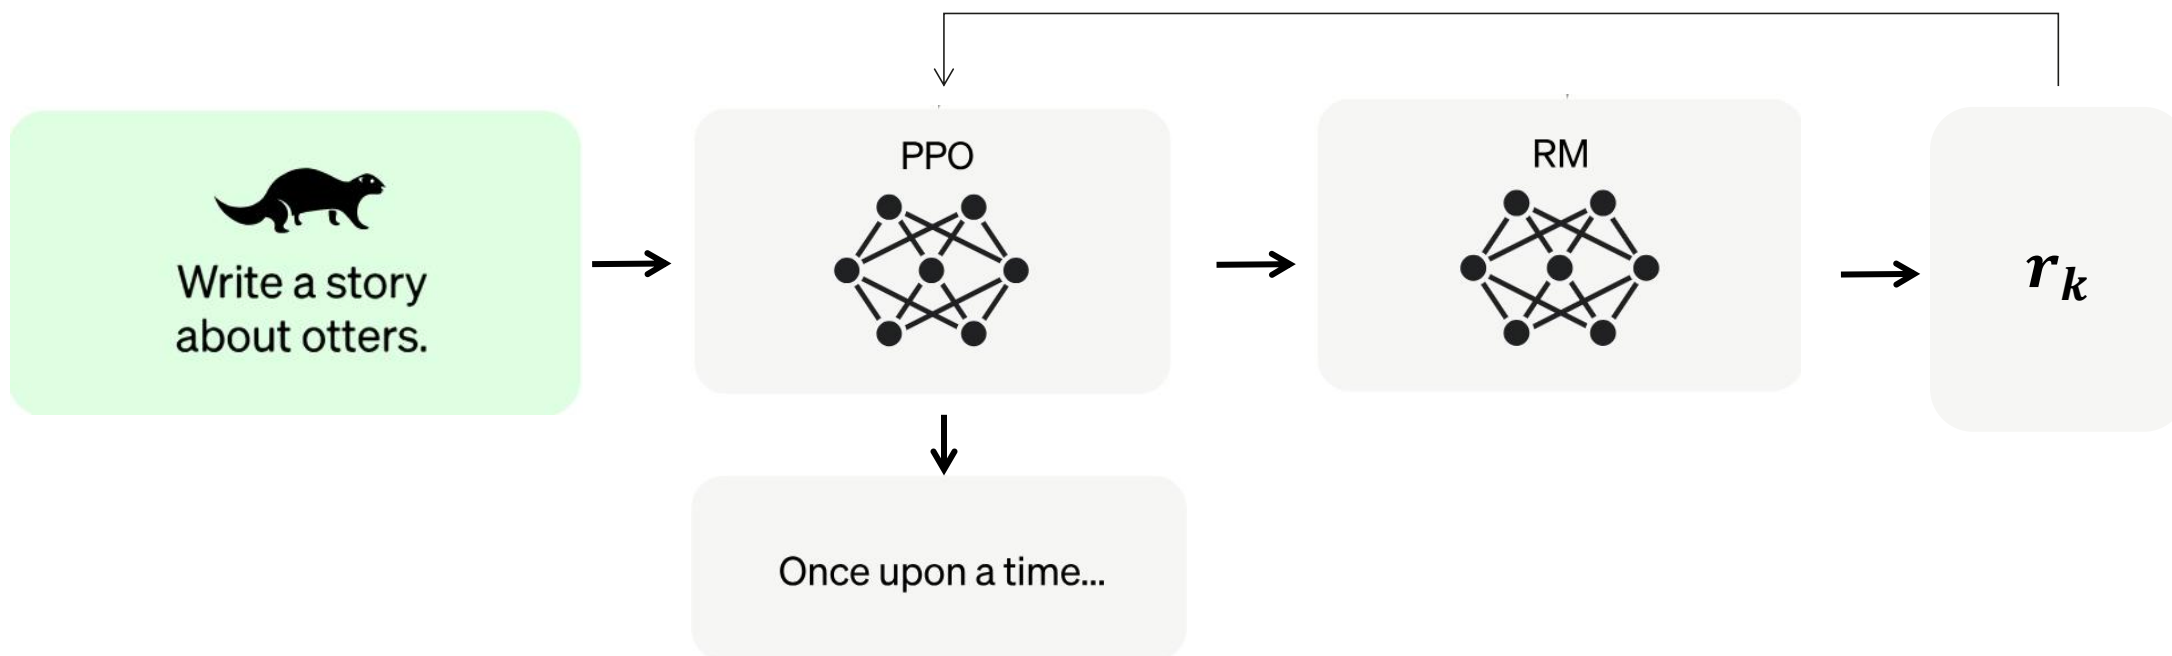 Write a story
about otters.
PPO
RM
r_k
Once upon a time...